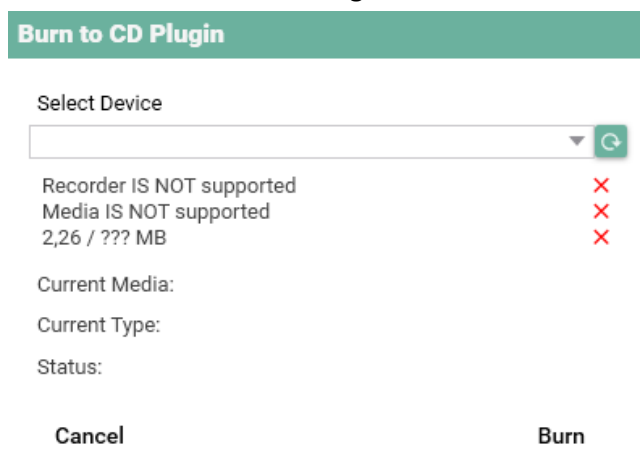 Burn to CD Plugin
Select Device
Recorder IS NOT supported
Media IS NOT supported
2,26 / ??? MB
Current Media:
Current Type:
Status:
Cancel Burn